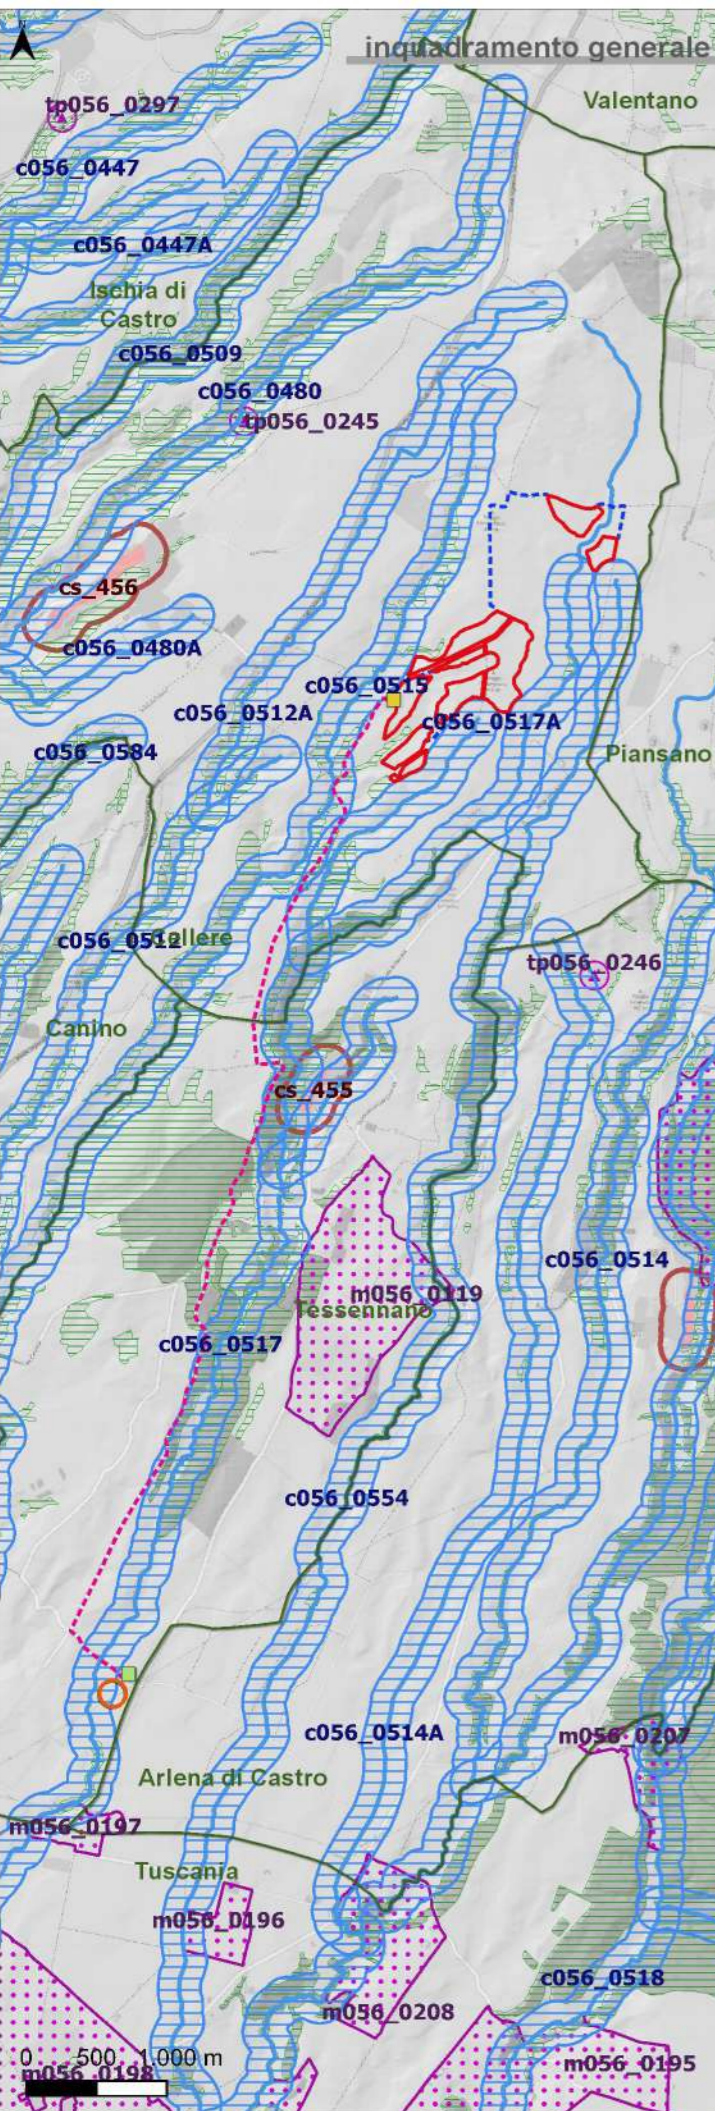 N
inquadramento generale
Valentano
tp056_0297
c056_0447
c056_0447A
Ischia di
Castro
c056_0509
c056_0480
tp056_0245
cs_456
c056_0480A
c056_0515
c056_0512A
c056_0517A
c056_0584
Piansano
c056_0512
Cellere
tp056_0246
Canino
cs_455
c056_0514
m056_0119
Tessennano
c056_0517
c056_0554
c056_0514A
m056_0207
Arlena di Castro
m056_0197
Tuscania
m056_0196
c056_0518
m056_0208
0 500 1.000 m
m056_0195
m056_0198